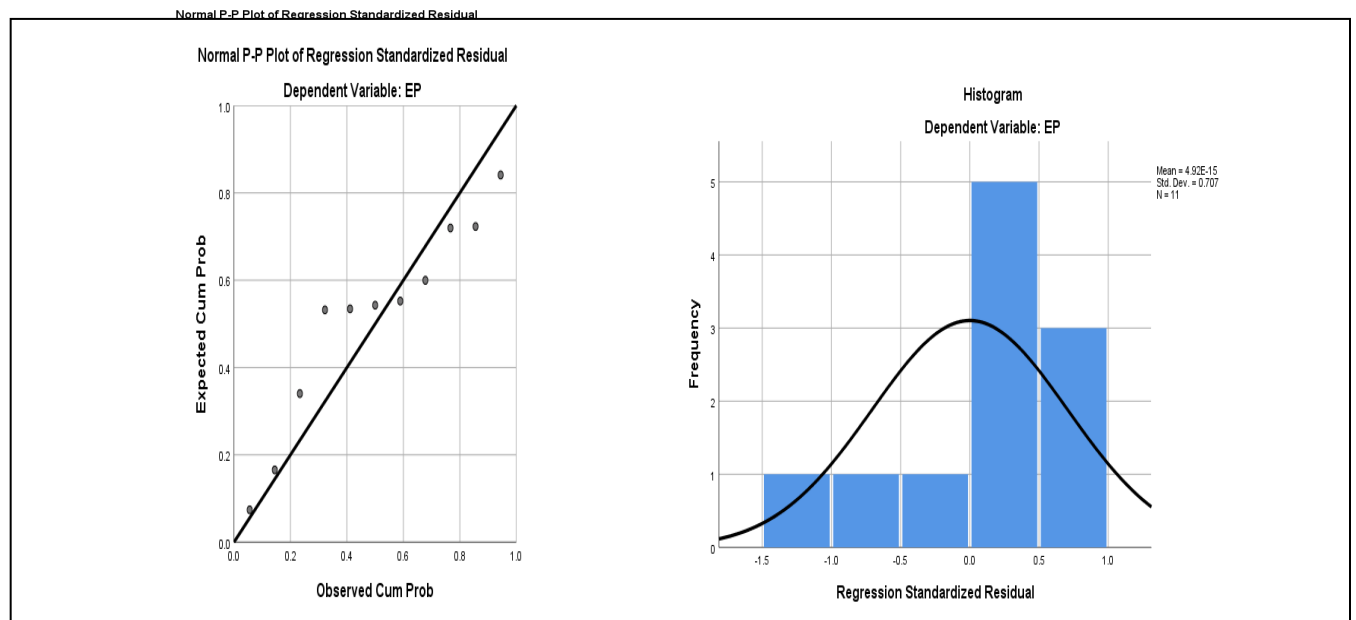 Normal P-P Plot of Regression Standardized Residual
Normal P-P Plot of Regression Standardized Residual
Dependent Variable: EP
1.0
0.8
0.6
0.4
0.2
0.0
Expected Cum Prob
0.0 0.2 0.4 0.6 0.8 1.0
Observed Cum Prob
Histogram
Dependent Variable: EP
Mean = 4.92E-15
Std. Dev. = 0.707
N = 11
5
4
3
2
1
0
Frequency
-1.5 -1.0 -0.5 0.0 0.5 1.0
Regression Standardized Residual